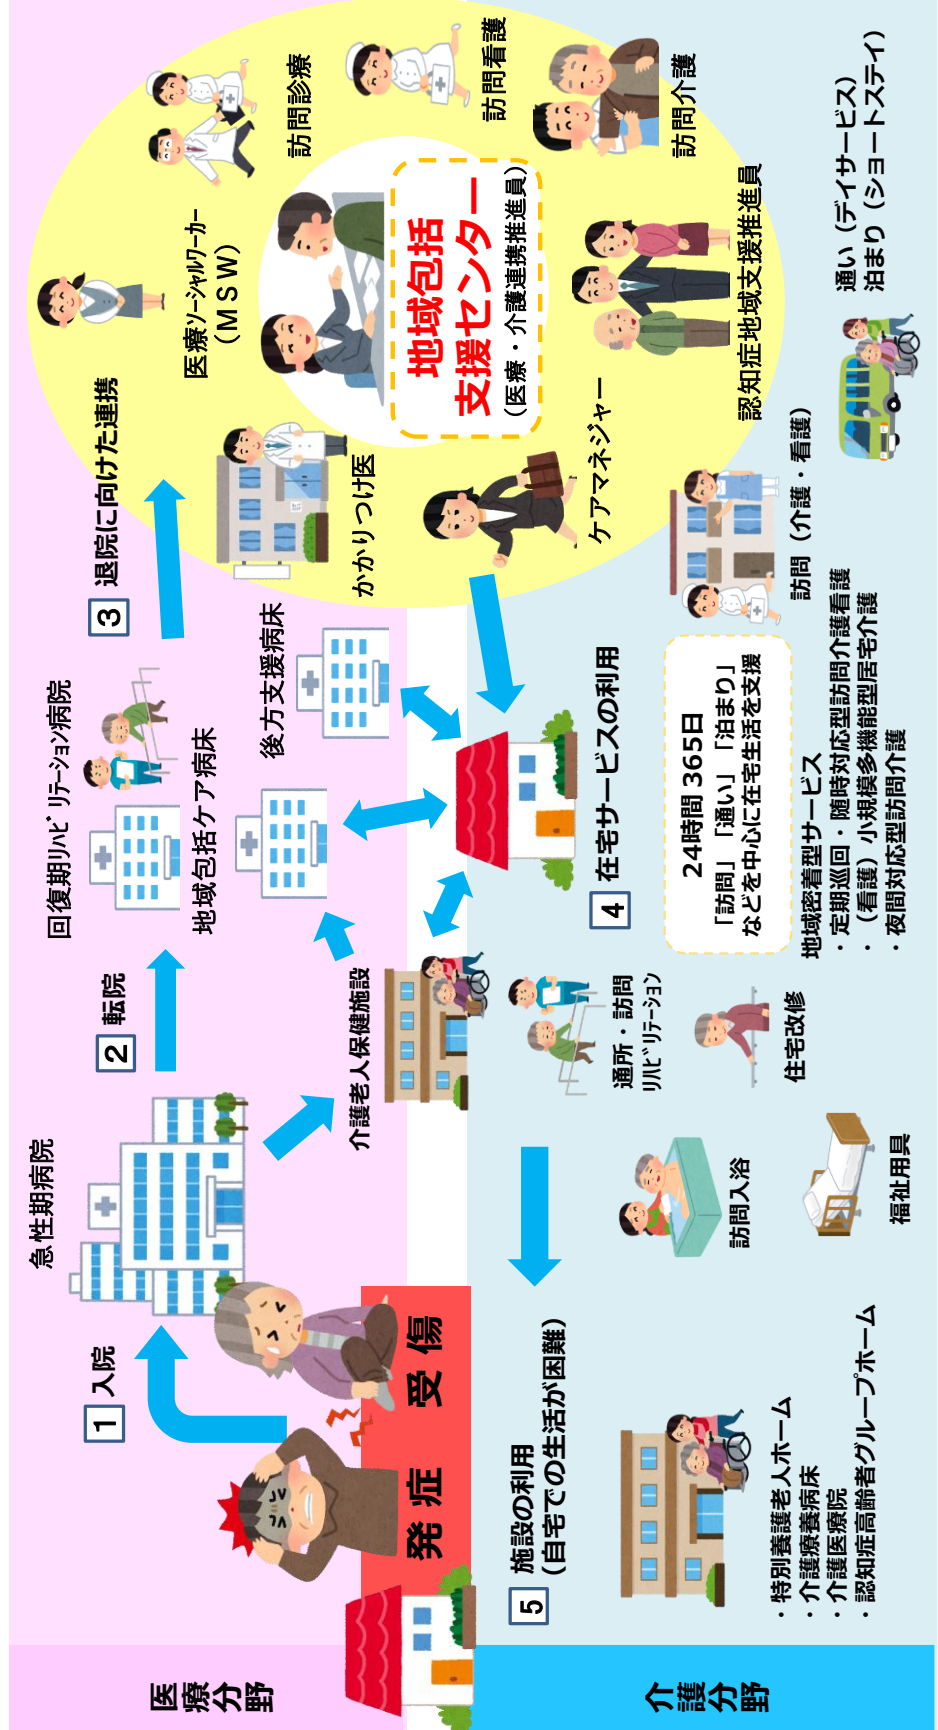 医療分野
介護分野
発症 受傷
1 入院
急性期病院
2 転院
回復期ﾘﾊﾋﾞﾘﾃｰｼｮﾝ病院
地域包括ケア病床
後方支援病床
介護老人保健施設
3 退院に向けた連携
医療ｿｰｼｬﾙﾜｰｶｰ
（ＭＳＷ）
訪問診療
訪問看護
訪問介護
かかりつけ医
地域包括
支援センター
（医療・介護連携推進員）
ケアマネジャー
認知症地域支援推進員
4 在宅サービスの利用
24時間 365日
「訪問」「通い」「泊まり」
などを中心に在宅生活を支援
訪問（介護・看護）
通い（デイサービス）
泊まり（ショートステイ）
地域密着型サービス
・定期巡回・随時対応型訪問介護看護
・（看護）小規模多機能型居宅介護
・夜間対応型訪問介護
通所・訪問
ﾘﾊﾋﾞﾘﾃｰｼｮﾝ
住宅改修
訪問入浴
福祉用具
5 施設の利用
（自宅での生活が困難）
・特別養護老人ホーム
・介護療養病床
・介護医療院
・認知症高齢者グループホーム